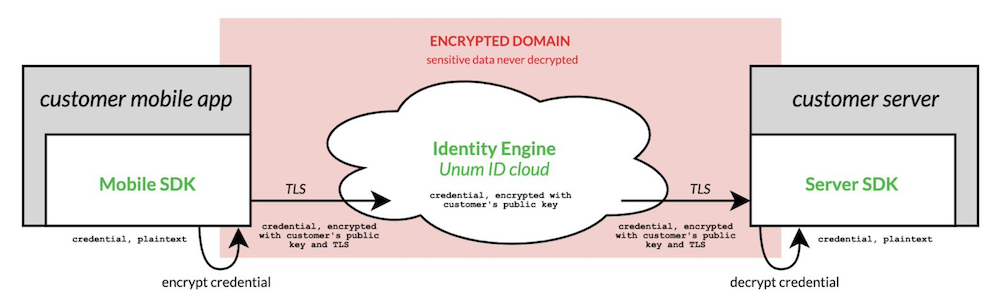 ENCRYPTED DOMAIN
sensitive data never decrypted
customer mobile app
customer server
Identity Engine
Unum ID cloud
Mobile SDK
TLS
credential, encrypted with
customer's public key
TLS
Server SDK
credential, plaintext
credential, encrypted
with customer's public
key and TLS
credential, encrypted
with customer's public
key and TLS
credential, plaintext
encrypt credential
decrypt credential